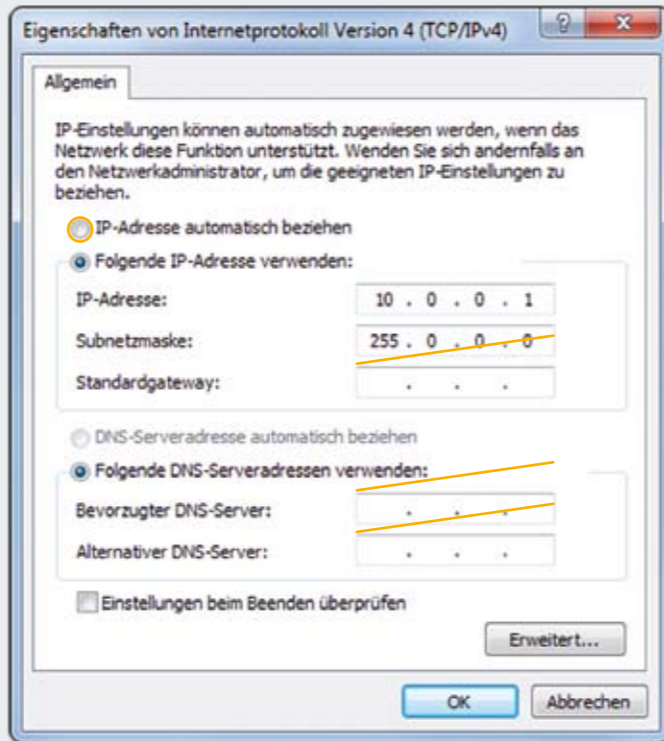 Eigenschaften von Internetprotokoll Version 4 (TCP/IPv4)
Allgemein
IP-Einstellungen können automatisch zugewiesen werden, wenn das
Netzwerk diese Funktion unterstützt. Wenden Sie sich andernfalls an
den Netzwerkadministrator, um die geeigneten IP-Einstellungen zu
beziehen.
IP-Adresse automatisch beziehen
Folgende IP-Adresse verwenden:
IP-Adresse: 10 . 0 . 0 . 1
Subnetzmaske: 255 . 0 . 0 . 0
Standardgateway: . . .
DNS-Serveradresse automatisch beziehen
Folgende DNS-Serveradressen verwenden:
Bevorzugter DNS-Server: . . .
Alternativer DNS-Server: . . .
Einstellungen beim Beenden überprüfen
Erweitert...
OK Abbrechen